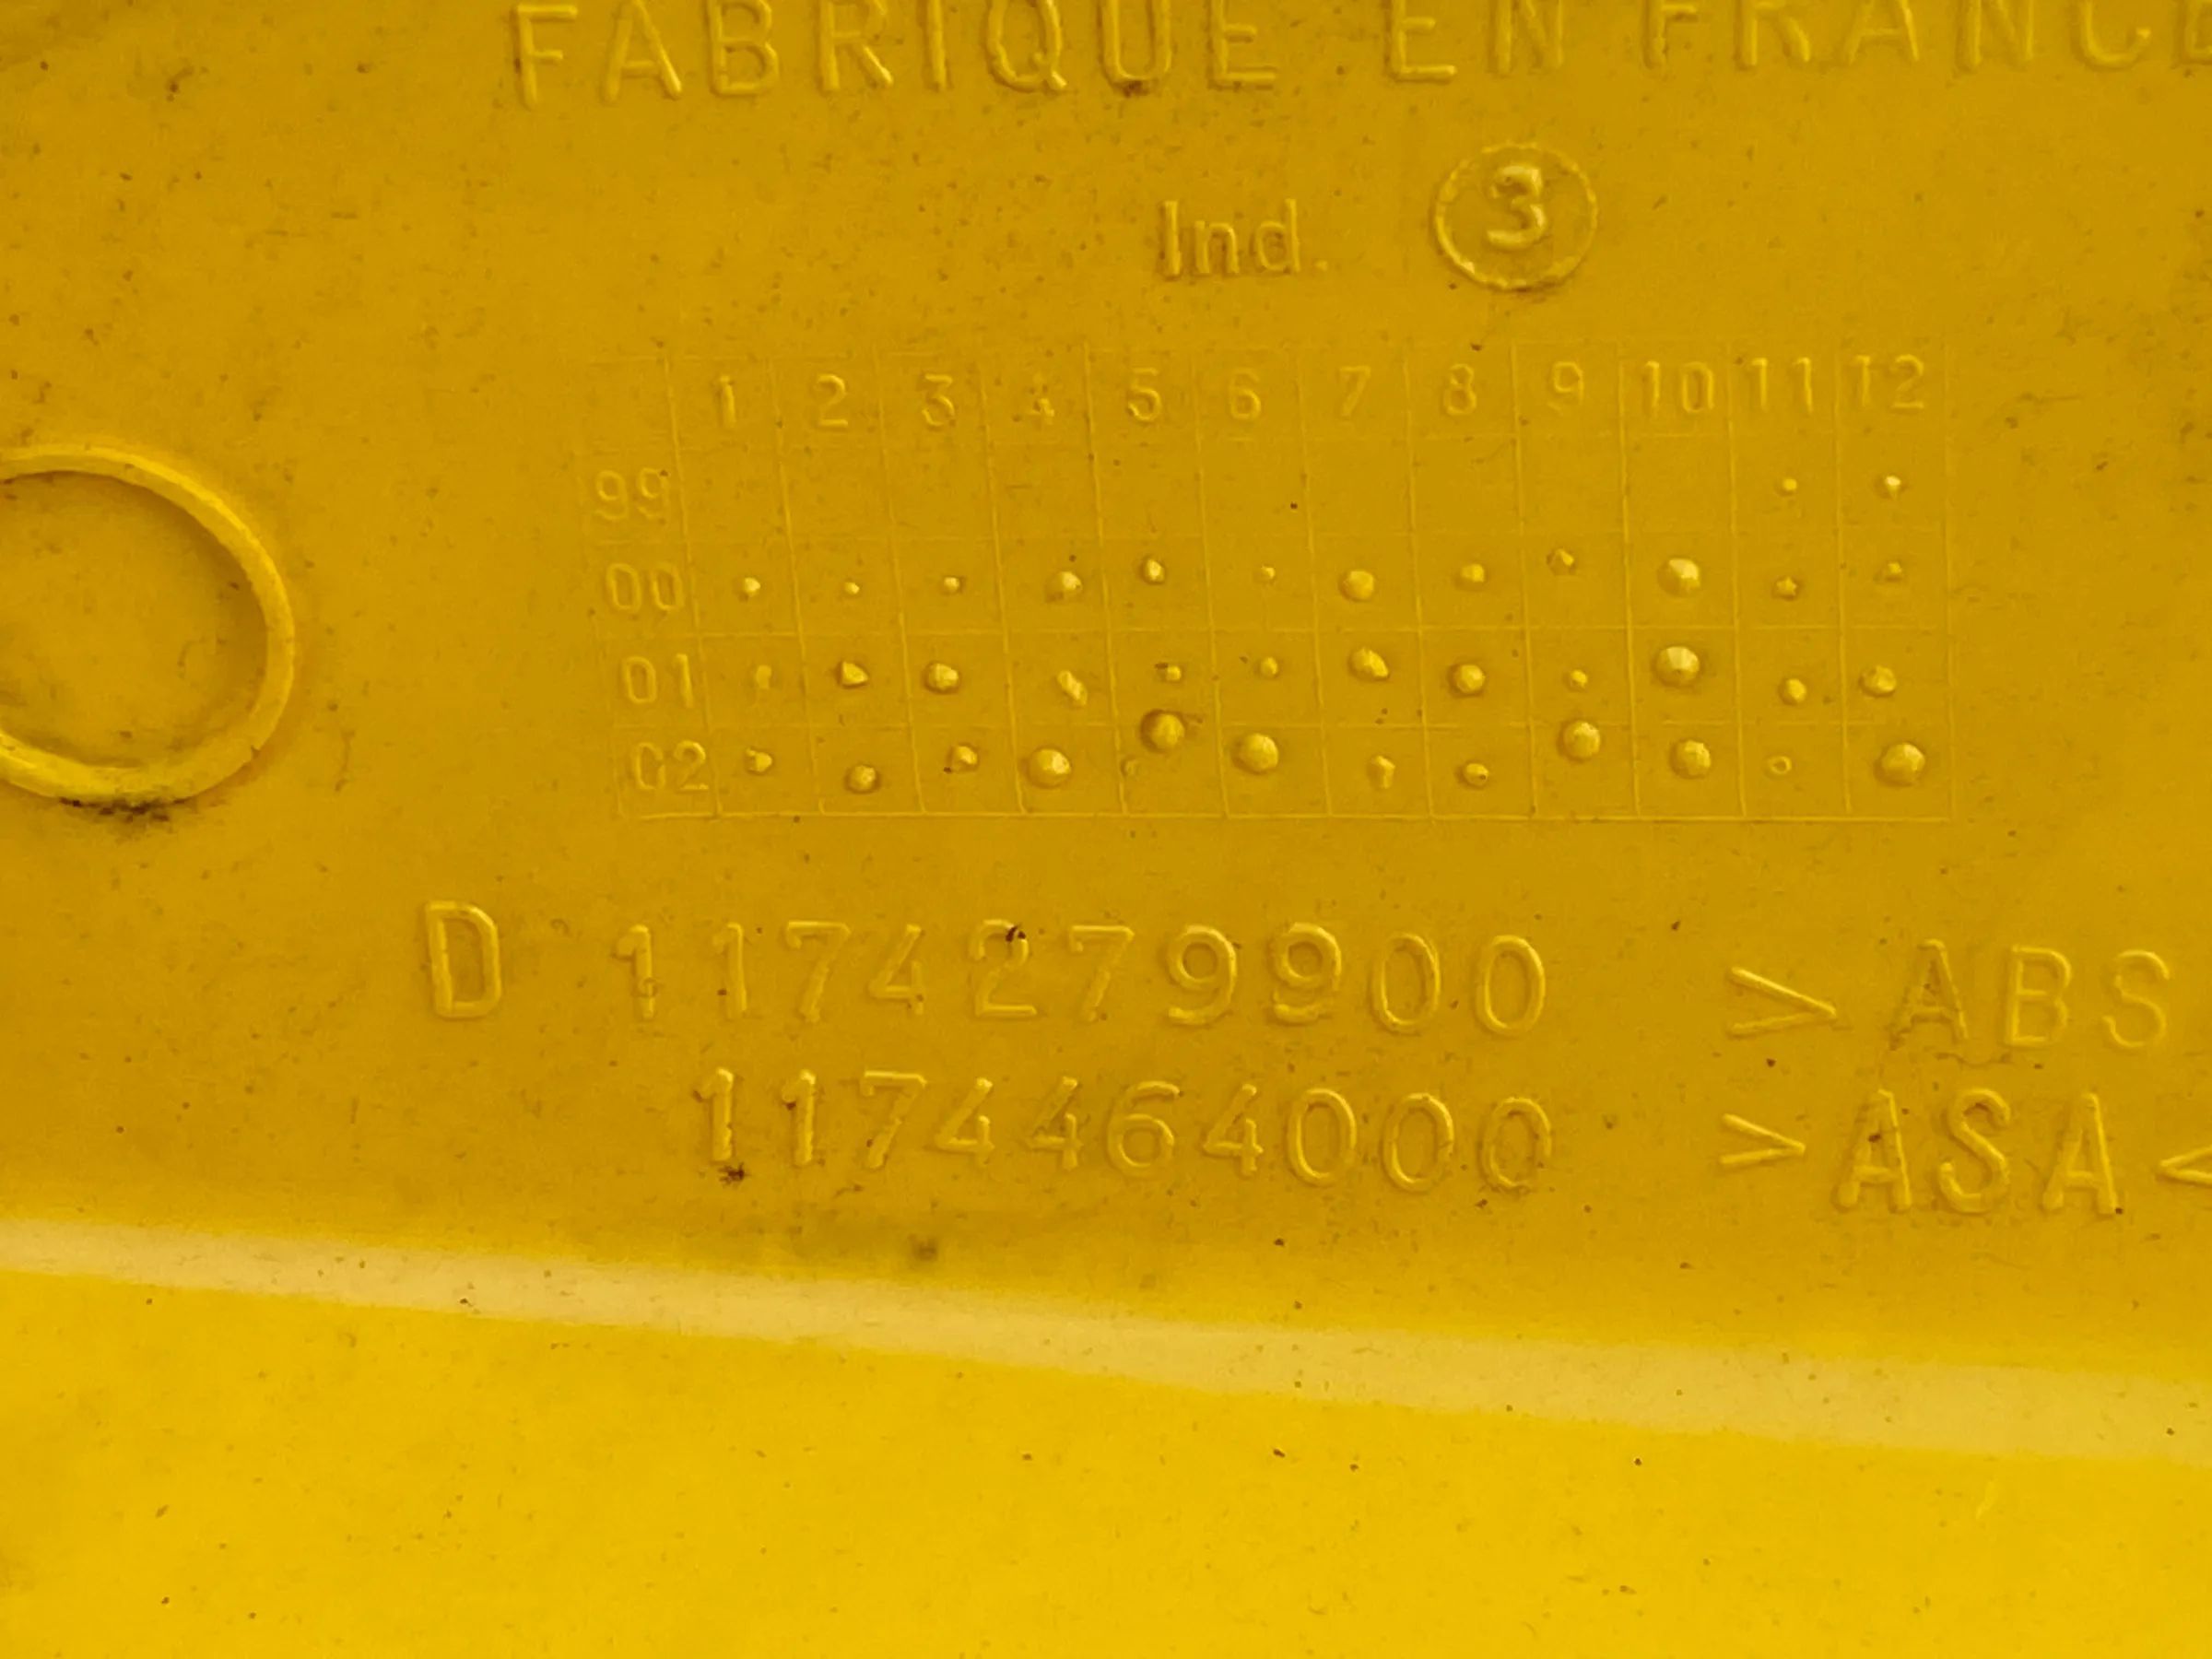 FABRIQUE EN FRANCE
Ind. 3
1 2 3 4 5 6 7 8 9 10 11 12
99
00
01
02
D 1174279900 > ABS
1174464000 >ASA<